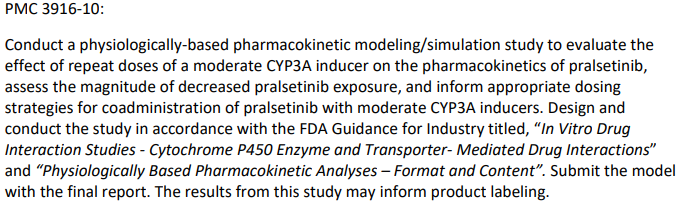 PMC 3916-10:
Conduct a physiologically-based pharmacokinetic modeling/simulation study to evaluate the
effect of repeat doses of a moderate CYP3A inducer on the pharmacokinetics of pralsetinib,
assess the magnitude of decreased pralsetinib exposure, and inform appropriate dosing
strategies for coadministration of pralsetinib with moderate CYP3A inducers. Design and
conduct the study in accordance with the FDA Guidance for Industry titled, “In Vitro Drug
Interaction Studies - Cytochrome P450 Enzyme and Transporter- Mediated Drug Interactions”
and “Physiologically Based Pharmacokinetic Analyses – Format and Content”. Submit the model
with the final report. The results from this study may inform product labeling.